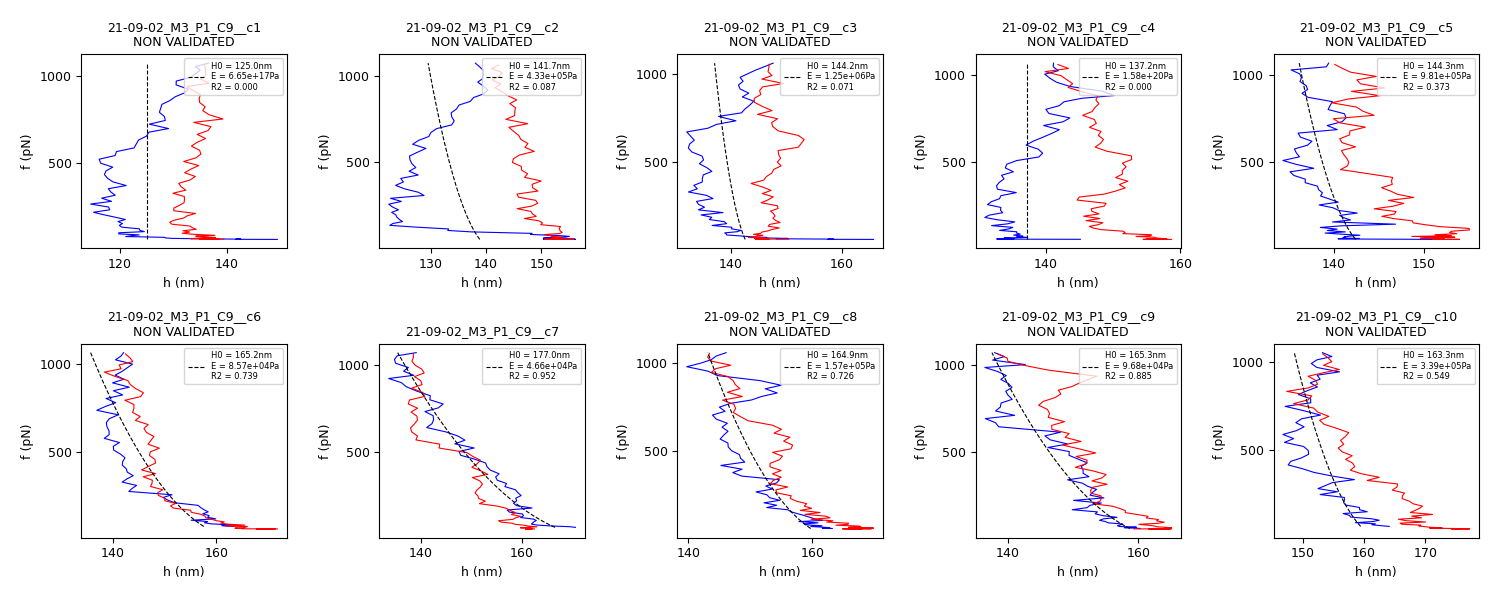 21-09-02_M3_P1_C9__c1
NON VALIDATED
H0 = 125.0nm
E = 6.65e+17Pa
R2 = 0.000
1000
500
f (pN)
120
140
h (nm)
21-09-02_M3_P1_C9__c2
NON VALIDATED
H0 = 141.7nm
E = 4.33e+05Pa
R2 = 0.087
1000
500
f (pN)
130
140
150
h (nm)
21-09-02_M3_P1_C9__c3
NON VALIDATED
H0 = 144.2nm
E = 1.25e+06Pa
R2 = 0.071
1000
500
f (pN)
140
160
h (nm)
21-09-02_M3_P1_C9__c4
NON VALIDATED
H0 = 137.2nm
E = 1.58e+20Pa
R2 = 0.000
1000
500
f (pN)
140
160
h (nm)
21-09-02_M3_P1_C9__c5
NON VALIDATED
H0 = 144.3nm
E = 9.81e+05Pa
R2 = 0.373
1000
500
f (pN)
140
150
h (nm)
21-09-02_M3_P1_C9__c6
NON VALIDATED
H0 = 165.2nm
E = 8.57e+04Pa
R2 = 0.739
1000
500
f (pN)
140
160
h (nm)
21-09-02_M3_P1_C9__c7
H0 = 177.0nm
E = 4.66e+04Pa
R2 = 0.952
1000
500
f (pN)
140
160
h (nm)
21-09-02_M3_P1_C9__c8
NON VALIDATED
H0 = 164.9nm
E = 1.57e+05Pa
R2 = 0.726
1000
500
f (pN)
140
160
h (nm)
21-09-02_M3_P1_C9__c9
NON VALIDATED
H0 = 165.3nm
E = 9.68e+04Pa
R2 = 0.885
1000
500
f (pN)
140
160
h (nm)
21-09-02_M3_P1_C9__c10
NON VALIDATED
H0 = 163.3nm
E = 3.39e+05Pa
R2 = 0.549
1000
500
f (pN)
150
160
170
h (nm)